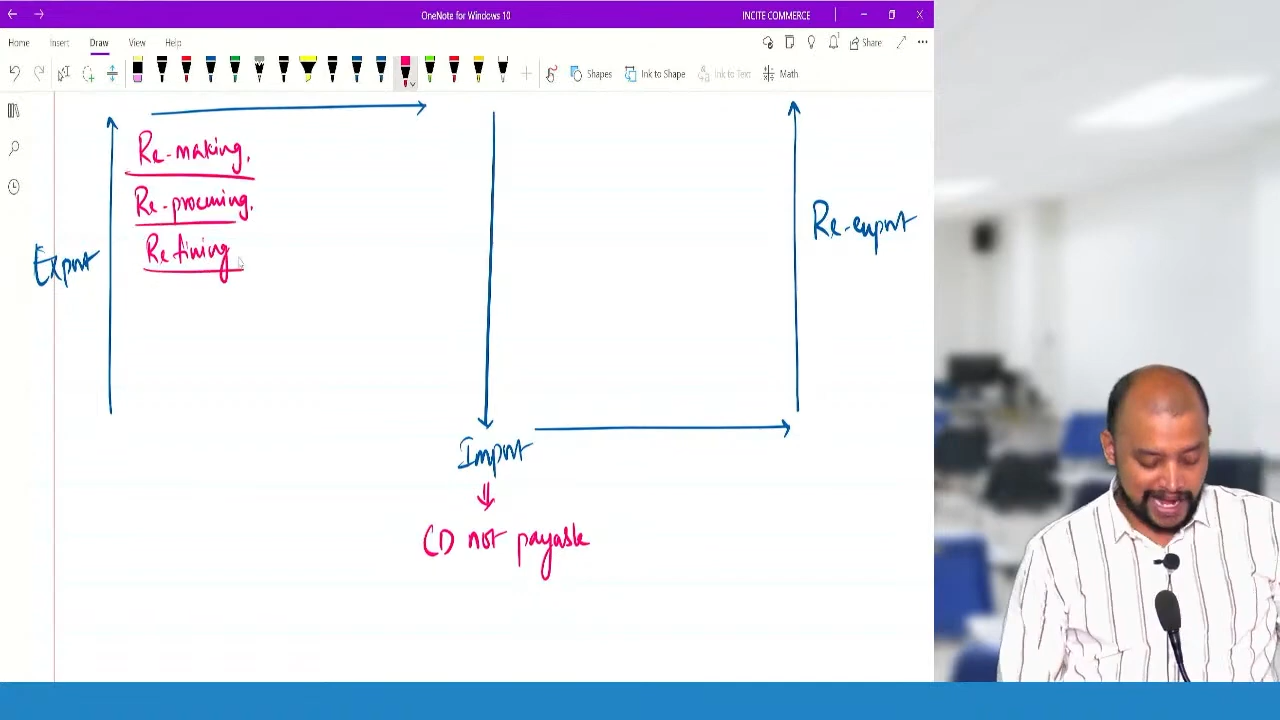 OneNote for Windows 10
INCITE COMMERCE
Home Insert Draw View Help
Share
Shapes Ink to Shape Ink to Text Math
Re-making.
Re-procuring.
Refining
Export
Re-export
Import
CD not payable